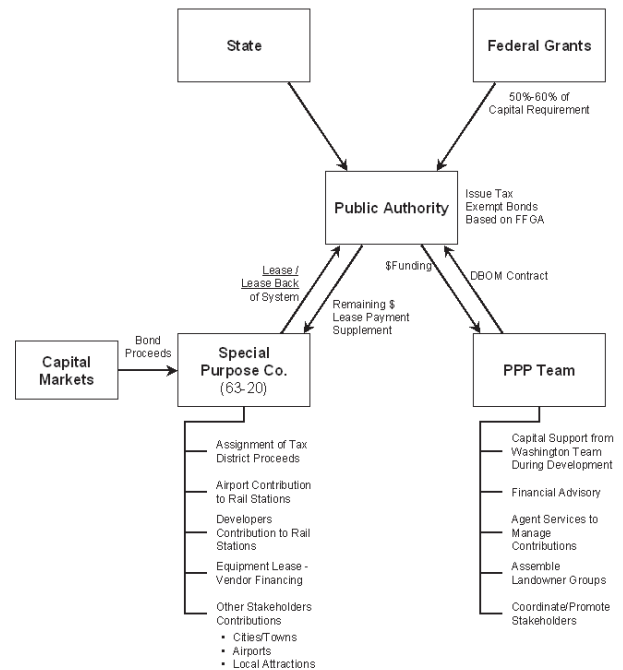 State
Federal Grants
50%-60% of
Capital Requirement
Public Authority
Issue Tax
Exempt Bonds
Based on FFGA
Lease /
Lease Back
of System
$Funding
DBOM Contract
Remaining $
Lease Payment
Supplement
Bond
Proceeds
Capital
Markets
Special
Purpose Co.
(63-20)
PPP Team
Assignment of Tax
District Proceeds
Airport Contribution
to Rail Stations
Developers
Contribution to Rail
Stations
Equipment Lease -
Vendor Financing
Other Stakeholders
Contributions
• Cities/Towns
• Airports
• Local Attractions
Capital Support from
Washington Team
During Development
Financial Advisory
Agent Services to
Manage
Contributions
Assemble
Landowner Groups
Coordinate/Promote
Stakeholders